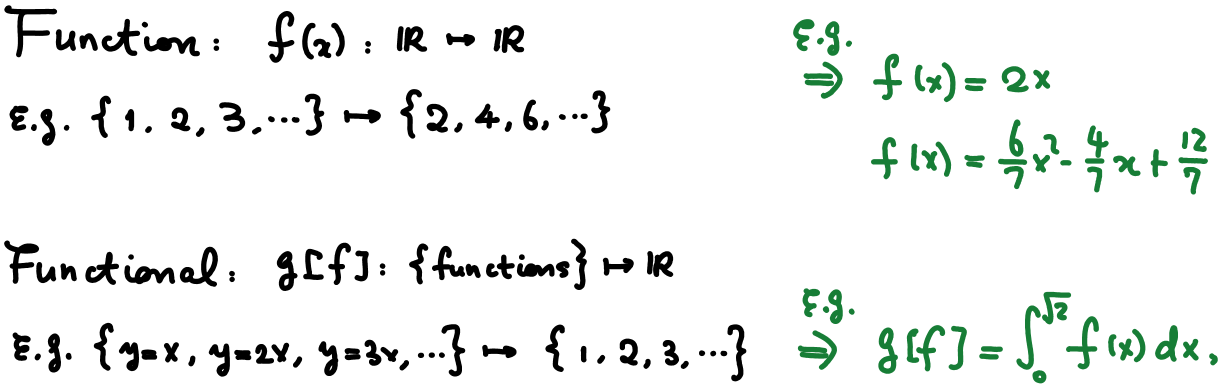 Function: f(x): ℝ ↦ ℝ
E.g. {1, 2, 3, ...} ↦ {2, 4, 6, ...}
E.g.
⇒ f(x) = 2x
f(x) = 6/7 x² - 4/7 x + 12/7
Functional: g[f]: {functions} ↦ ℝ
E.g. {y=x, y=2x, y=3x, ...} ↦ {1, 2, 3, ...}
E.g.
⇒ g[f] = ∫₀^√2 f(x) dx,